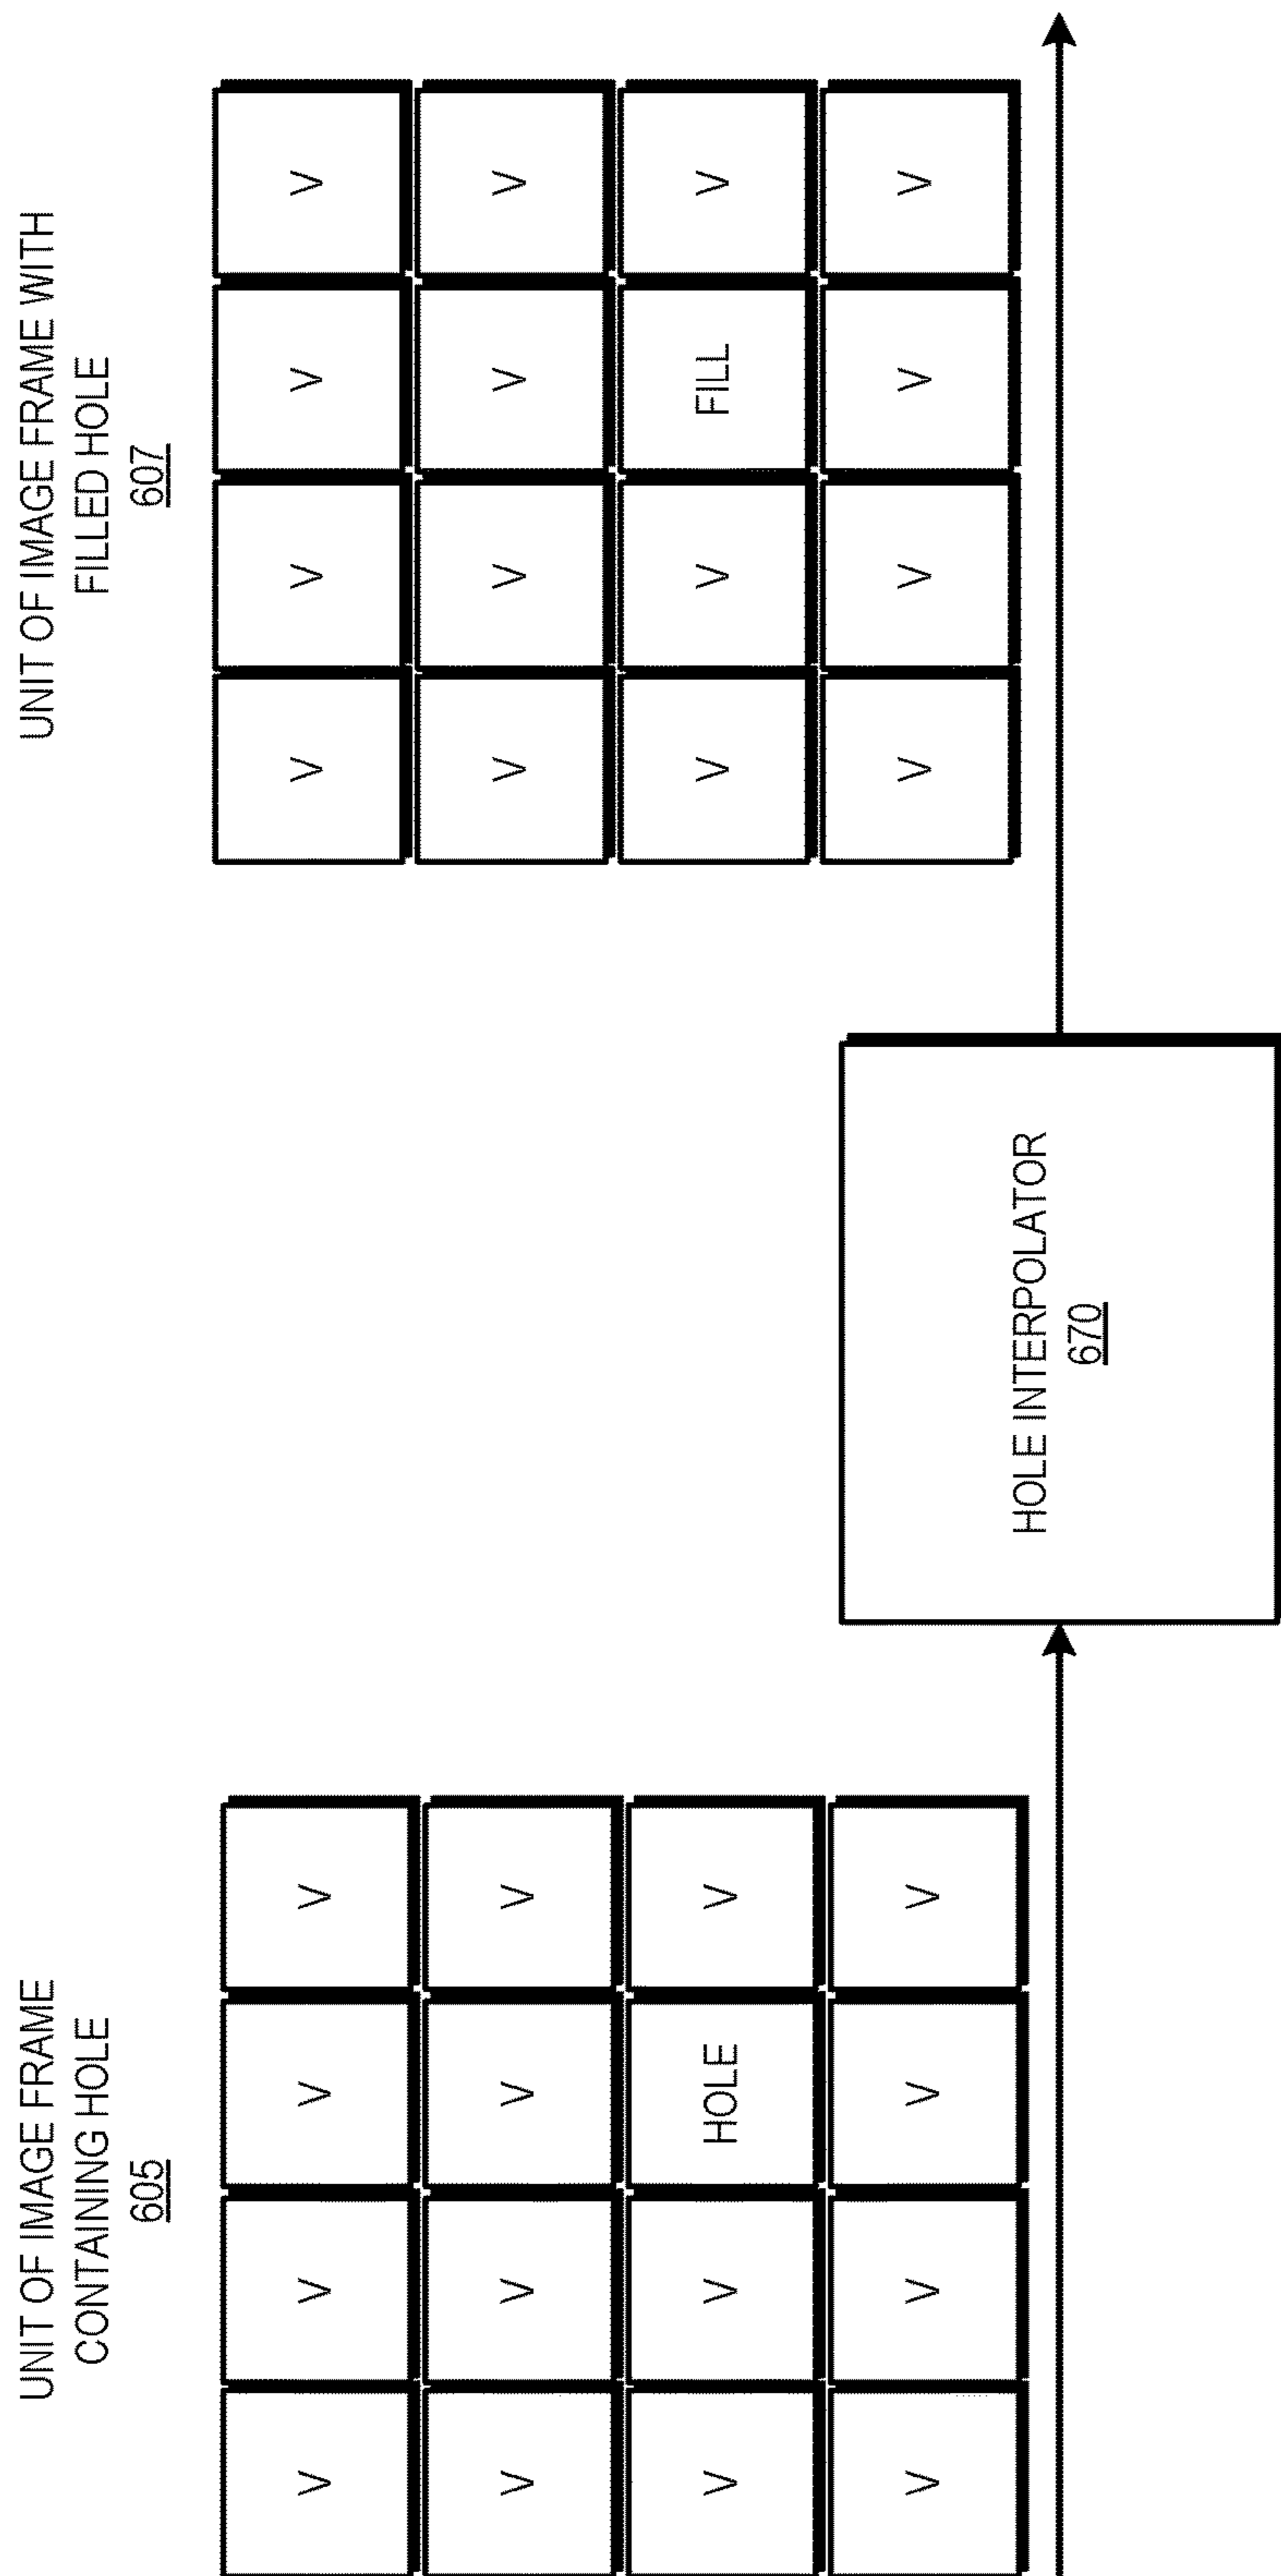 UNIT OF IMAGE FRAME
CONTAINING HOLE
605
V V V V
V V V V
V V HOLE V
V V V V
HOLE INTERPOLATOR
670
UNIT OF IMAGE FRAME WITH
FILLED HOLE
607
V V V V
V V V V
V V FILL V
V V V V